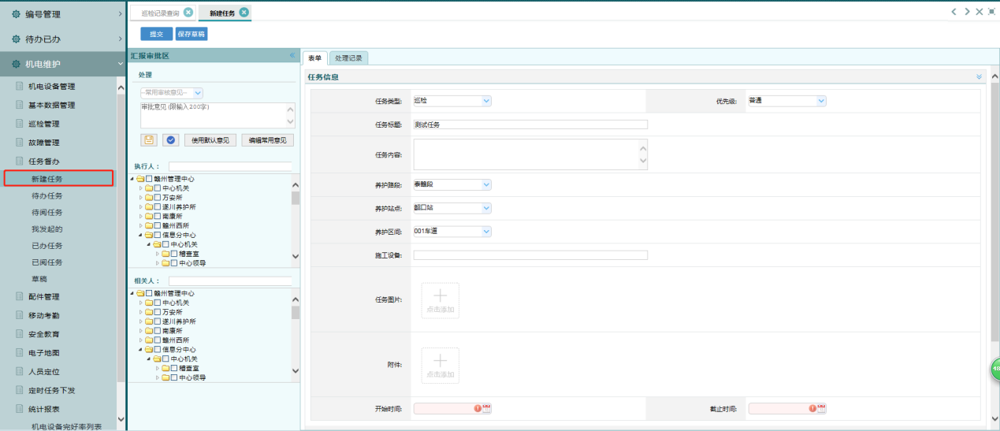 编号管理
待办已办
机电维护
机电设备管理
基本数据管理
巡检管理
故障管理
任务督办
新建任务
待办任务
待阅任务
我发起的
已办任务
已阅任务
草稿
配件管理
移动考勤
安全教育
电子地图
人员定位
定时任务下发
统计报表
机电设备完好率列表
巡检记录查询
新建任务
提交
保存草稿
汇报审批区
处理
--常用审核意见--
审批意见(限输入200字)
使用默认意见
编辑常用意见
执行人：
赣州管理中心
中心机关
万安所
遂川养护所
南康所
赣州西所
信息分中心
中心机关
稽查室
中心领导
相关人：
赣州管理中心
中心机关
万安所
遂川养护所
南康所
赣州西所
信息分中心
中心机关
稽查室
中心领导
表单
处理记录
任务信息
任务类型: 巡检
优先级: 普通
任务标题: 测试任务
任务内容:
养护路段: 泰赣段
养护站点: 韶口站
养护区间: 001车道
施工设备:
任务图片:
点击添加
附件:
点击添加
开始时间:
截止时间: